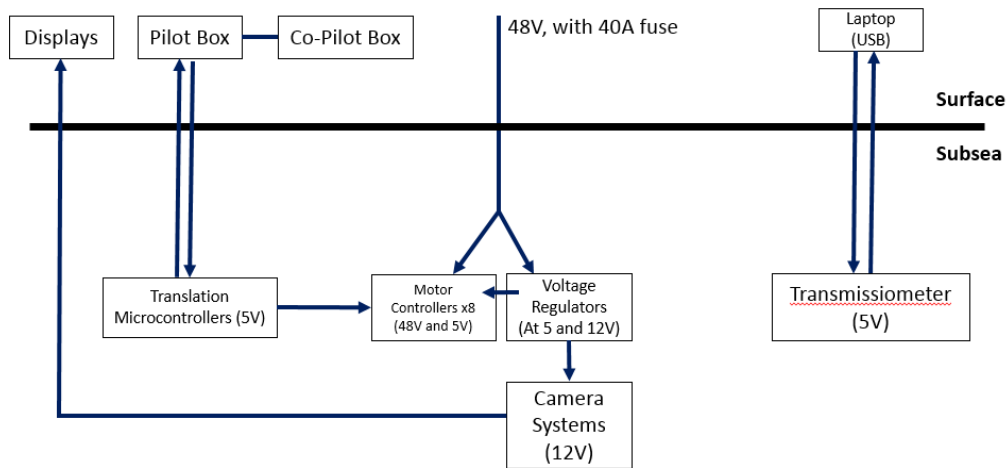 Displays
Pilot Box
Co-Pilot Box
48V, with 40A fuse
Laptop
(USB)
Surface
Subsea
Translation
Microcontrollers (5V)
Motor
Controllers x8
(48V and 5V)
Voltage
Regulators
(At 5 and 12V)
Transmissiometer
(5V)
Camera
Systems
(12V)